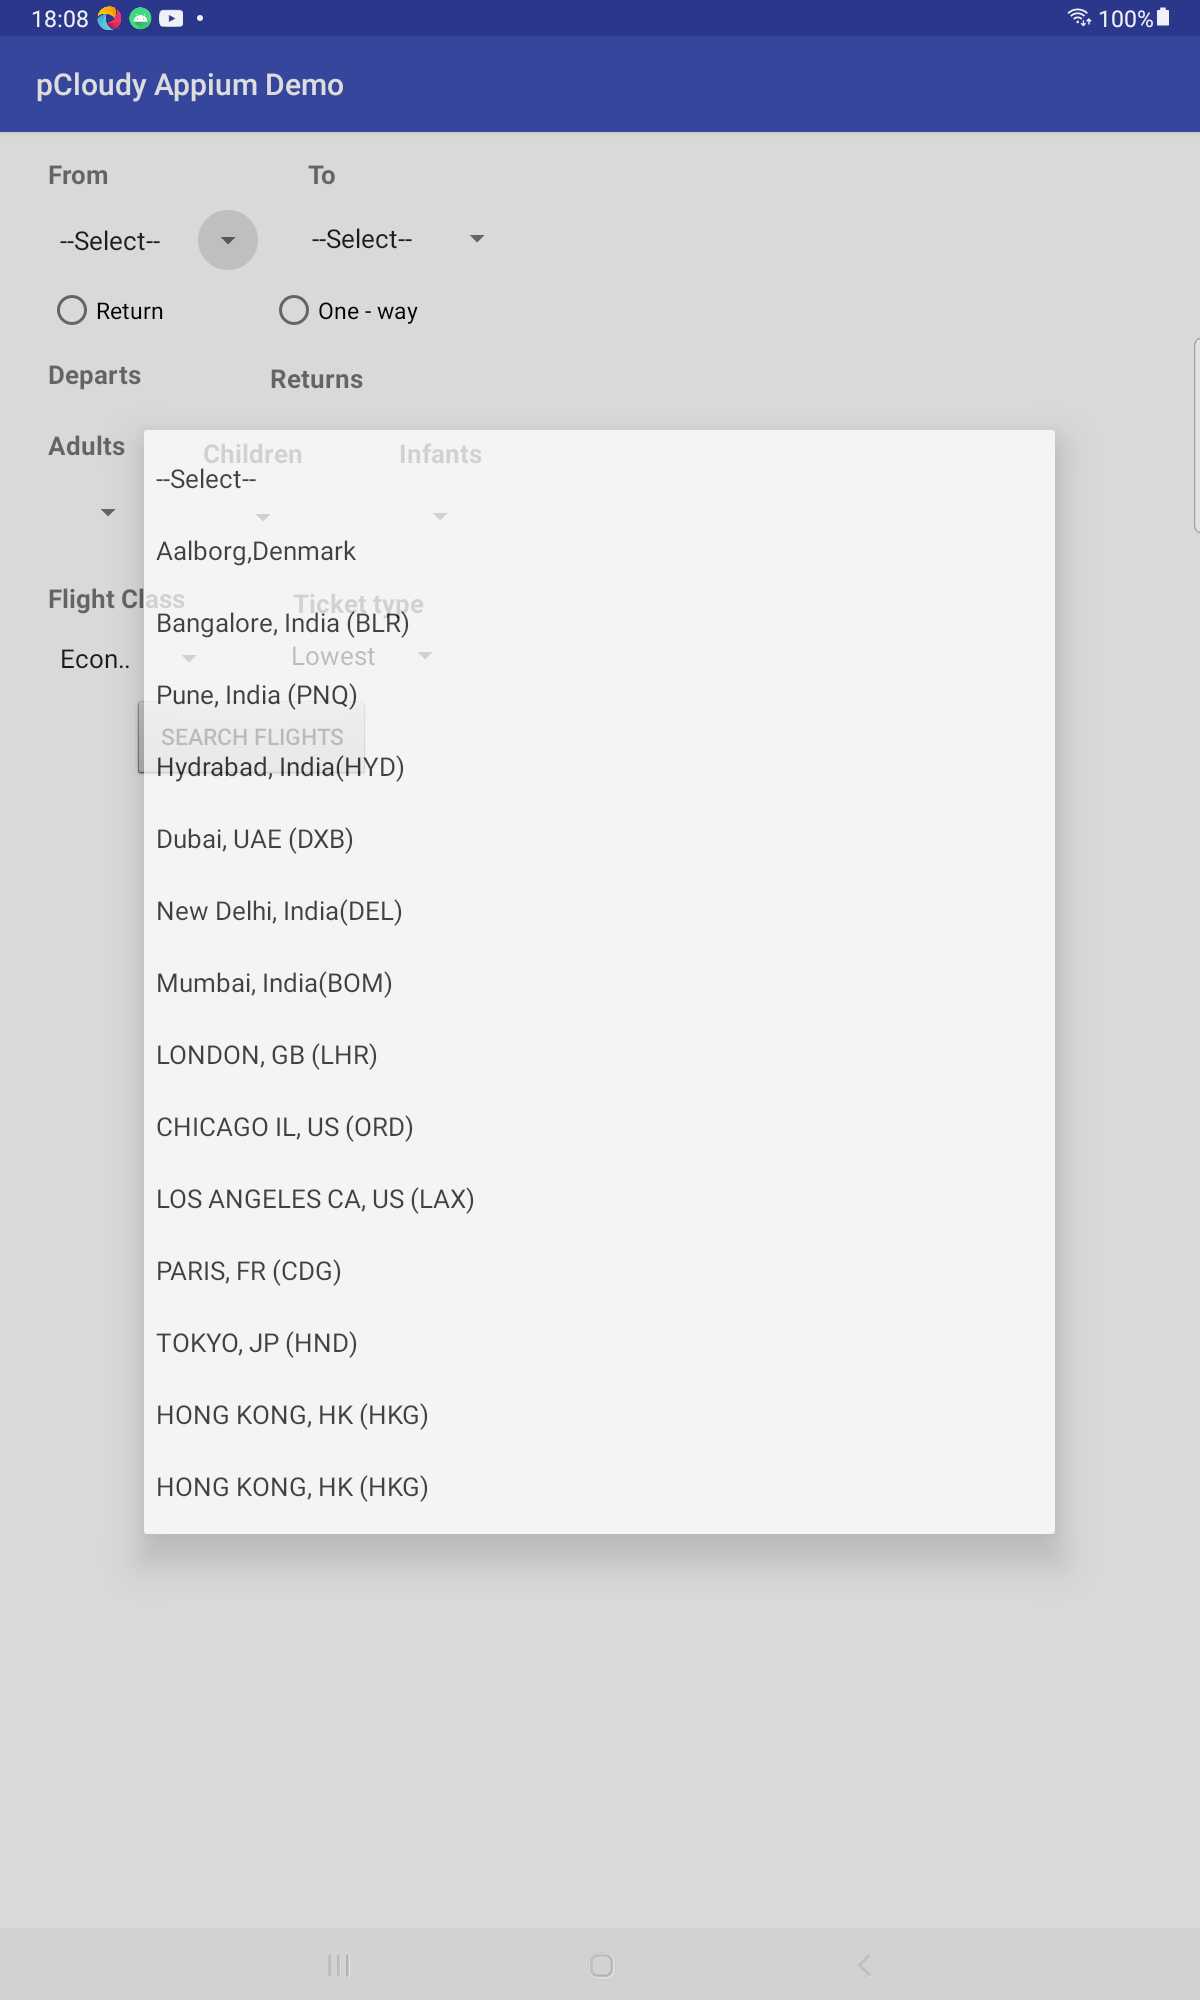 18:08 100%
pCloudy Appium Demo
From To
--Select-- --Select--
Return One - way
Departs Returns
Adults Children Infants
--Select--
Aalborg,Denmark
Flight Class Ticket type
Bangalore, India (BLR)
Econ.. Lowest
Pune, India (PNQ)
SEARCH FLIGHTS
Hydrabad, India(HYD)
Dubai, UAE (DXB)
New Delhi, India(DEL)
Mumbai, India(BOM)
LONDON, GB (LHR)
CHICAGO IL, US (ORD)
LOS ANGELES CA, US (LAX)
PARIS, FR (CDG)
TOKYO, JP (HND)
HONG KONG, HK (HKG)
HONG KONG, HK (HKG)